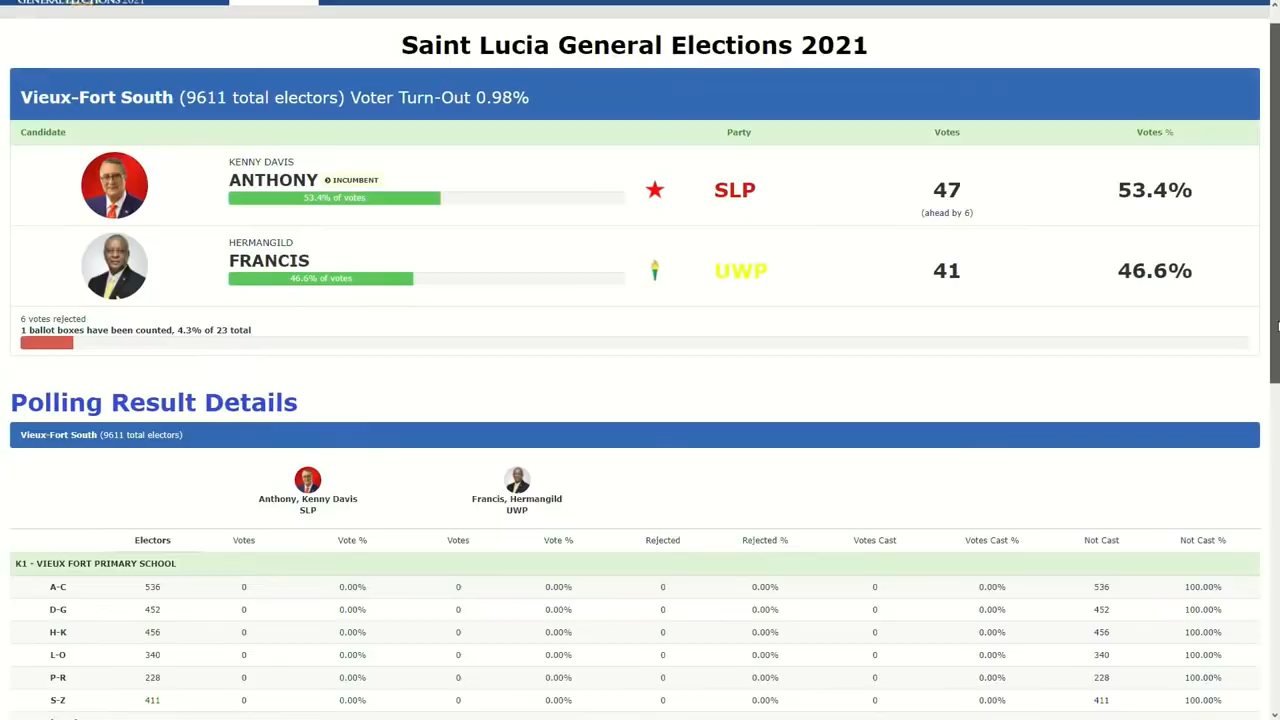 GENERAL ELECTIONS 2021
Saint Lucia General Elections 2021
Vieux-Fort South (9611 total electors) Voter Turn-Out 0.98%
Candidate Party Votes Votes %
KENNY DAVIS
ANTHONY INCUMBENT
53.4% of votes
SLP 47 53.4%
(ahead by 6)
HERMANGILD
FRANCIS
46.6% of votes
UWP 41 46.6%
6 votes rejected
1 ballot boxes have been counted, 4.3% of 23 total
Polling Result Details
Vieux-Fort South (9611 total electors)
Anthony, Kenny Davis Francis, Hermangild
SLP UWP
Electors Votes Vote % Votes Vote % Rejected Rejected % Votes Cast Votes Cast % Not Cast Not Cast %
K1 - VIEUX FORT PRIMARY SCHOOL
A-C 536 0 0.00% 0 0.00% 0 0.00% 0 0.00% 536 100.00%
D-G 452 0 0.00% 0 0.00% 0 0.00% 0 0.00% 452 100.00%
H-K 456 0 0.00% 0 0.00% 0 0.00% 0 0.00% 456 100.00%
L-O 340 0 0.00% 0 0.00% 0 0.00% 0 0.00% 340 100.00%
P-R 228 0 0.00% 0 0.00% 0 0.00% 0 0.00% 228 100.00%
S-Z 411 0 0.00% 0 0.00% 0 0.00% 0 0.00% 411 100.00%